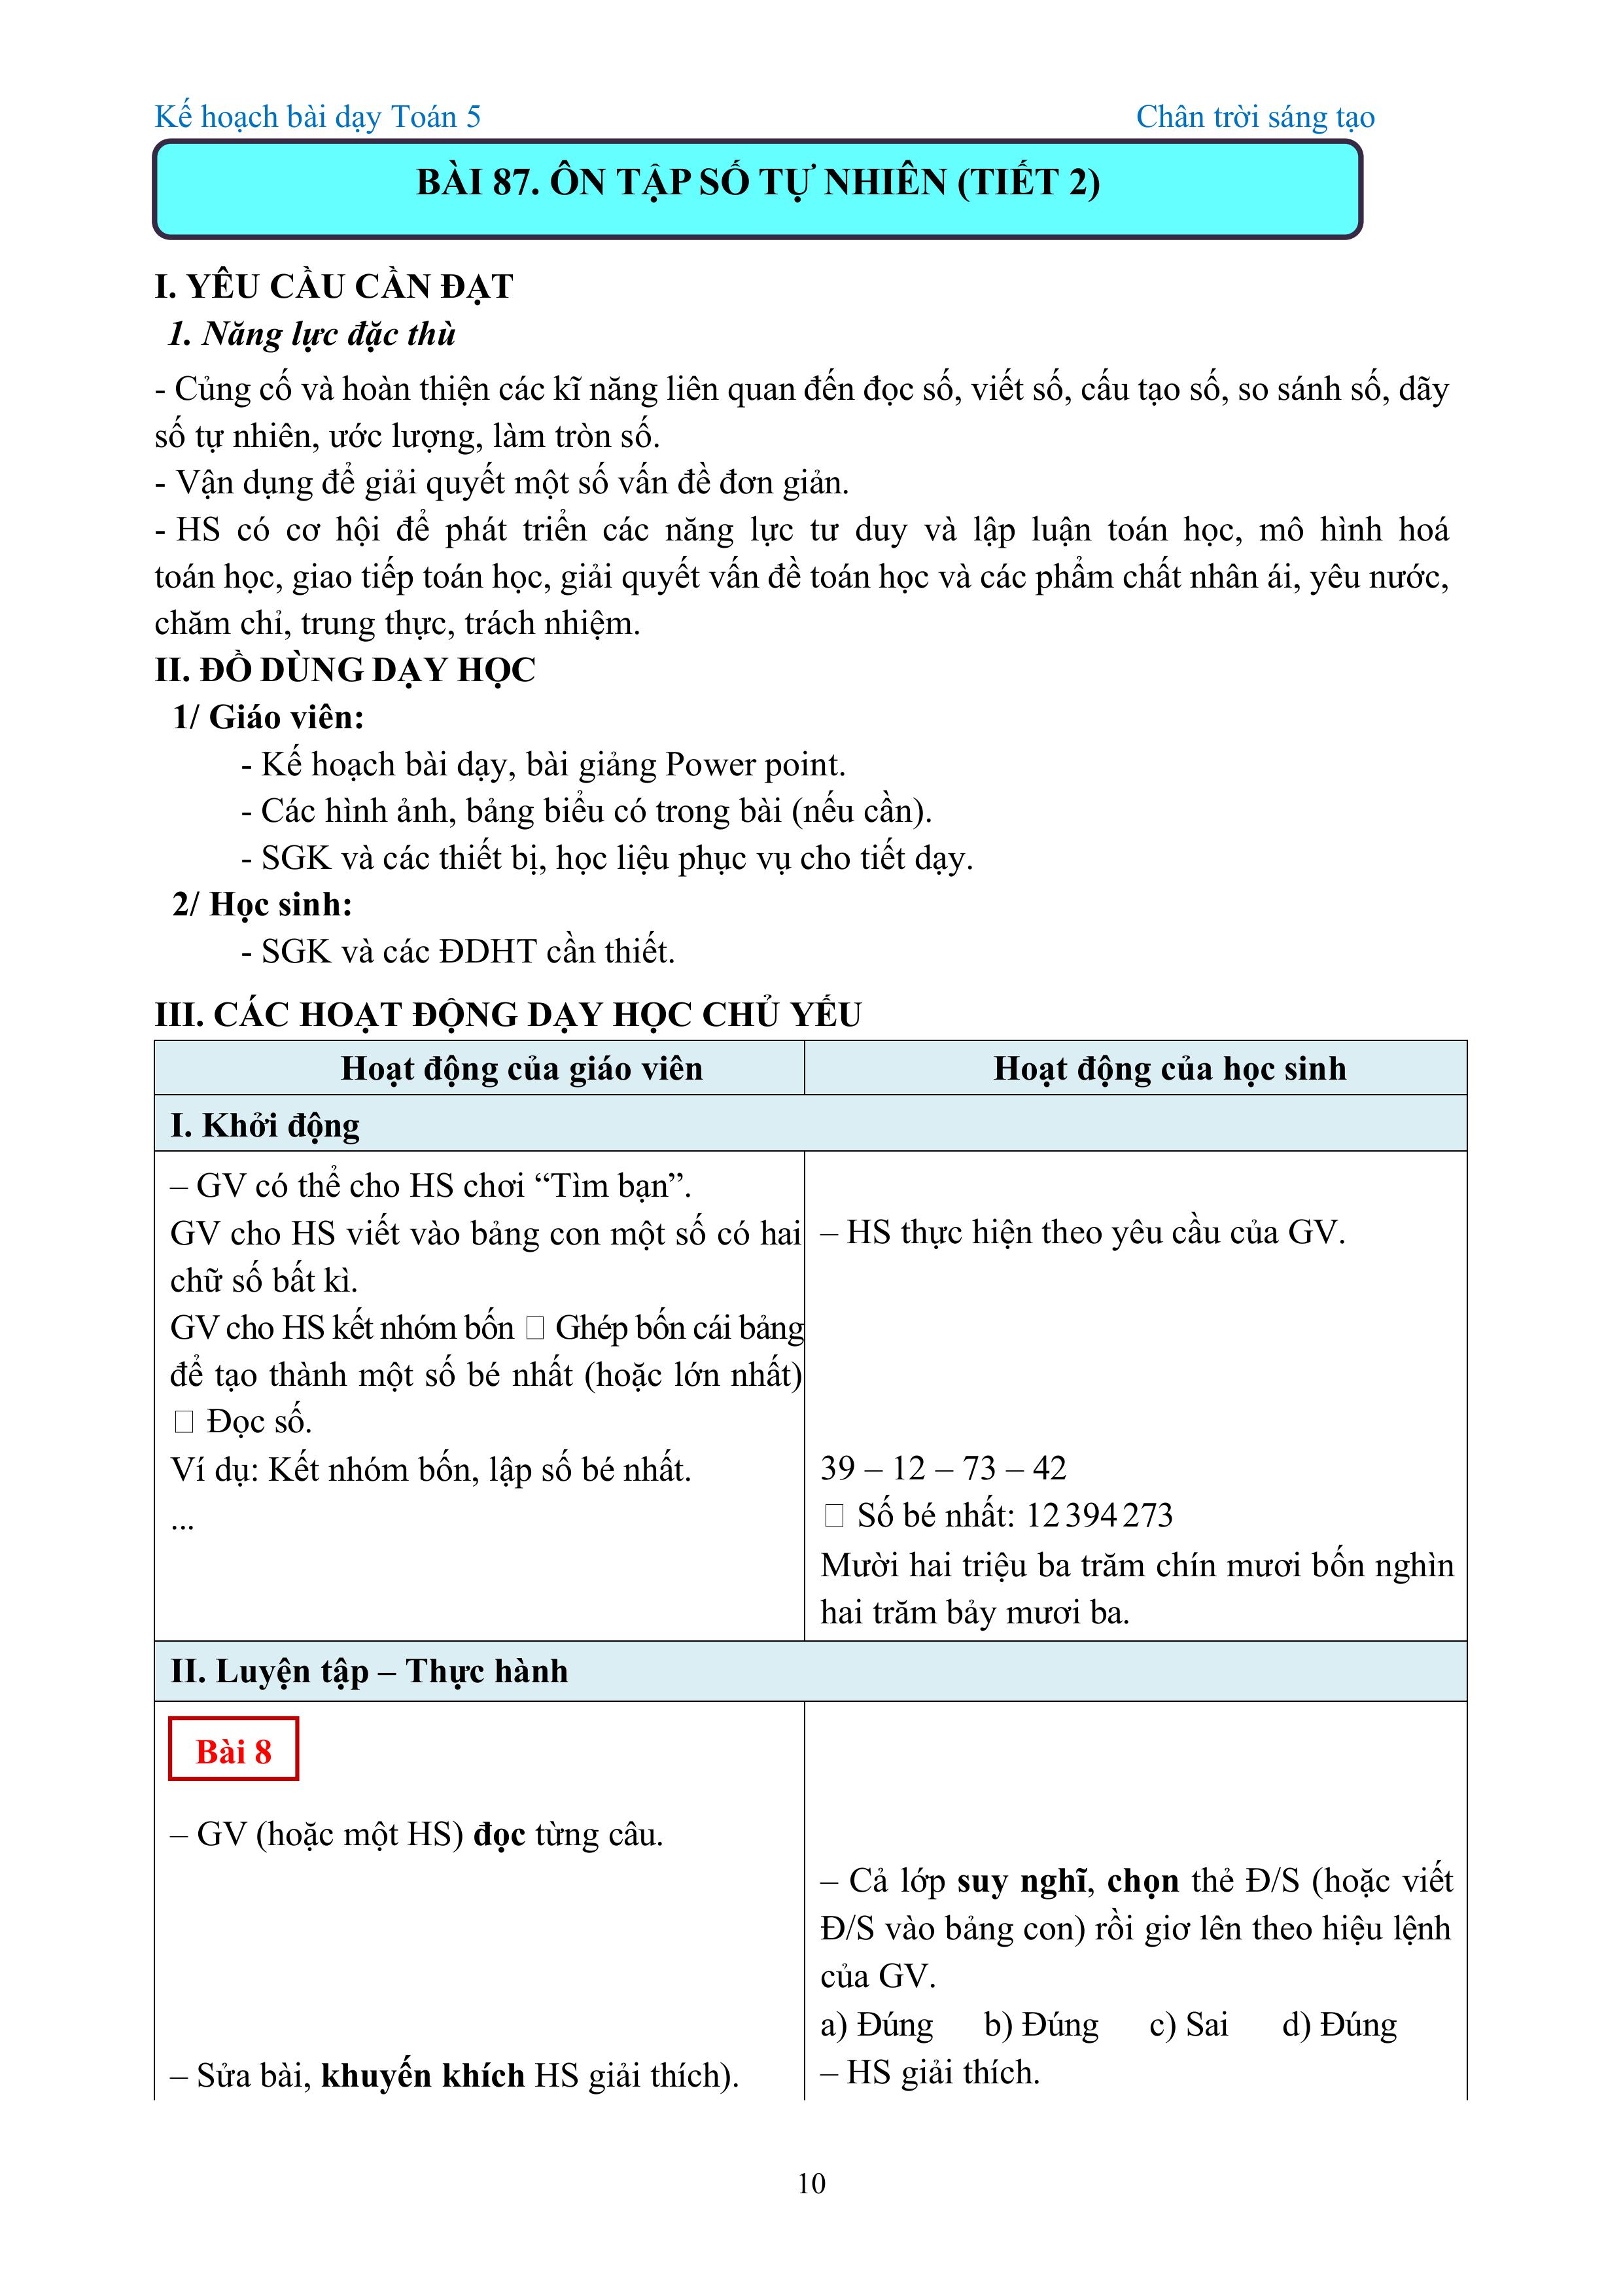 Kế hoạch bài dạy Toán 5 Chân trời sáng tạo
BÀI 87. ÔN TẬP SỐ TỰ NHIÊN (TIẾT 2)
I. YÊU CẦU CẦN ĐẠT
1. Năng lực đặc thù
- Củng cố và hoàn thiện các kĩ năng liên quan đến đọc số, viết số, cấu tạo số, so sánh số, dãy
số tự nhiên, ước lượng, làm tròn số.
- Vận dụng để giải quyết một số vấn đề đơn giản.
- HS có cơ hội để phát triển các năng lực tư duy và lập luận toán học, mô hình hoá
toán học, giao tiếp toán học, giải quyết vấn đề toán học và các phẩm chất nhân ái, yêu nước,
chăm chỉ, trung thực, trách nhiệm.
II. ĐỒ DÙNG DẠY HỌC
1/ Giáo viên:
- Kế hoạch bài dạy, bài giảng Power point.
- Các hình ảnh, bảng biểu có trong bài (nếu cần).
- SGK và các thiết bị, học liệu phục vụ cho tiết dạy.
2/ Học sinh:
- SGK và các ĐDHT cần thiết.
III. CÁC HOẠT ĐỘNG DẠY HỌC CHỦ YẾU
Hoạt động của giáo viên
Hoạt động của học sinh
I. Khởi động
– GV có thể cho HS chơi “Tìm bạn”.
GV cho HS viết vào bảng con một số có hai
chữ số bất kì.
GV cho HS kết nhóm bốn □ Ghép bốn cái bảng
để tạo thành một số bé nhất (hoặc lớn nhất)
□ Đọc số.
Ví dụ: Kết nhóm bốn, lập số bé nhất.
...
– HS thực hiện theo yêu cầu của GV.
39 – 12 – 73 – 42
□ Số bé nhất: 12 394 273
Mười hai triệu ba trăm chín mươi bốn nghìn
hai trăm bảy mươi ba.
II. Luyện tập – Thực hành
Bài 8
– GV (hoặc một HS) đọc từng câu.
– Sửa bài, khuyến khích HS giải thích).
– Cả lớp suy nghĩ, chọn thẻ Đ/S (hoặc viết
Đ/S vào bảng con) rồi giơ lên theo hiệu lệnh
của GV.
a) Đúng b) Đúng c) Sai d) Đúng
– HS giải thích.
10